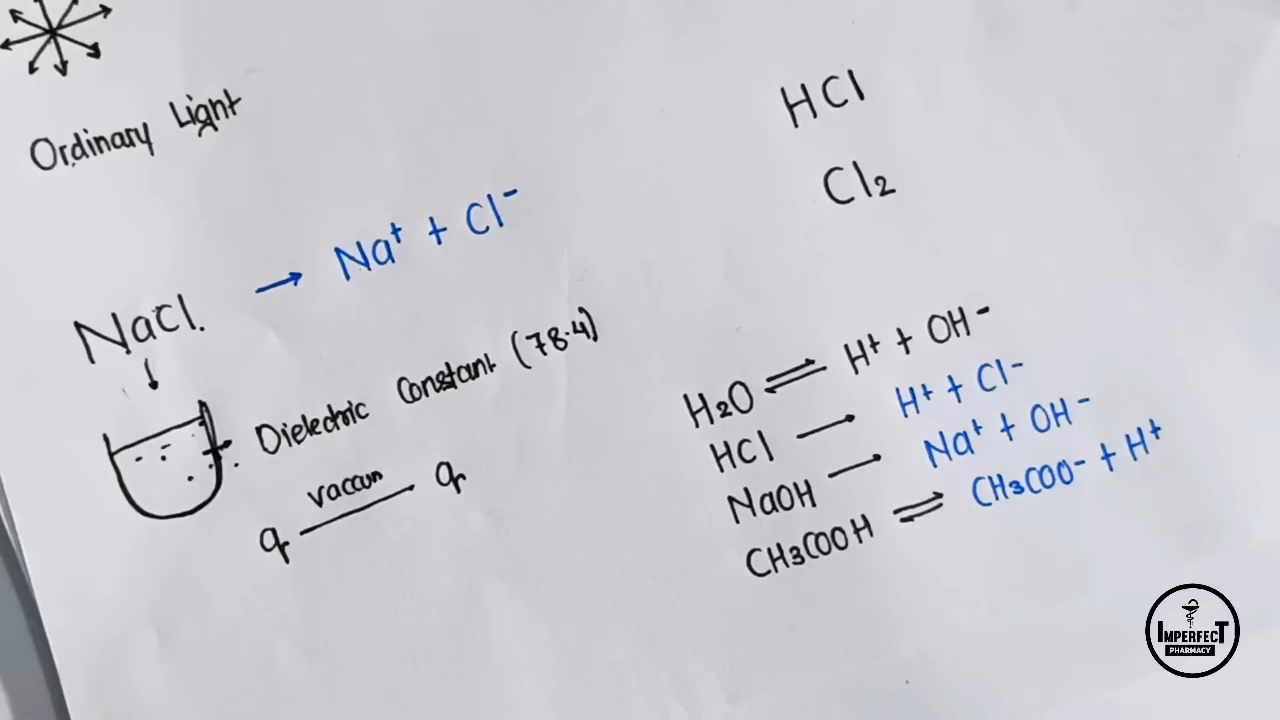 Ordinary Light
HCl
Cl2
NaCl. → Na+ + Cl-
Dielectric Constant (78.4)
q vaccum q
H2O ⇌ H+ + OH-
HCl → H+ + Cl-
NaOH → Na+ + OH-
CH3COOH ⇌ CH3COO- + H+
IMPERFECT
PHARMACY